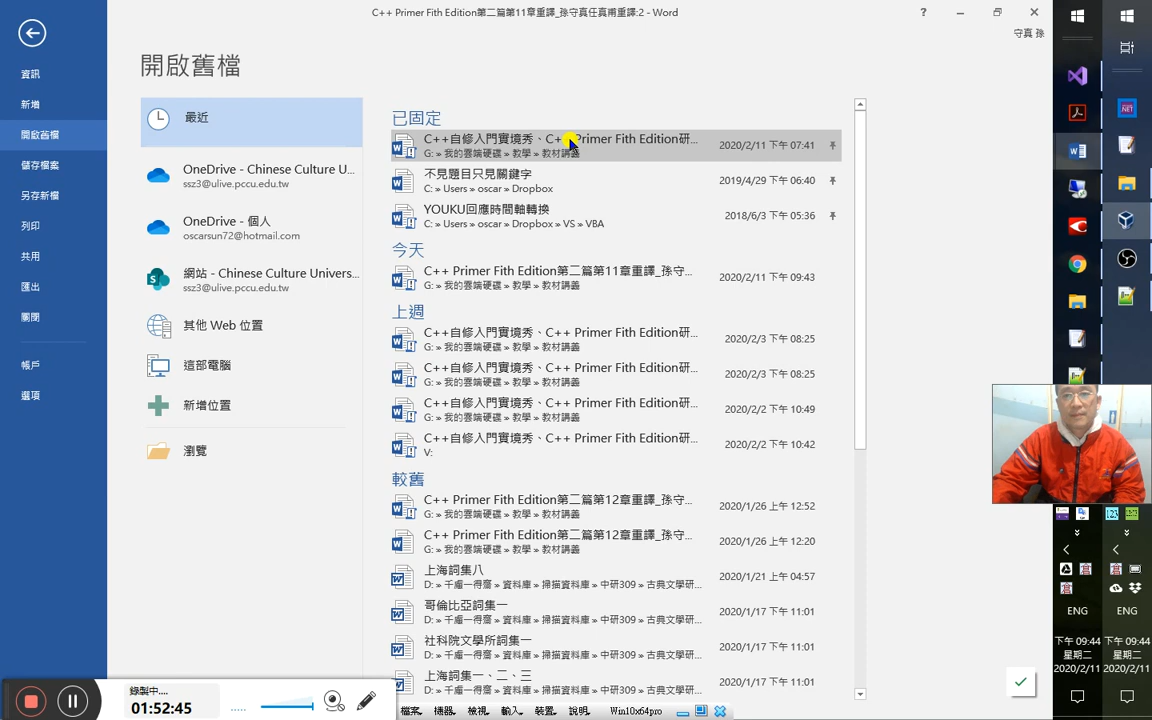 C++ Primer Fith Edition第二篇第11章重譯_孫守真任真甫重譯:2 - Word
?
守真 孫
開啟舊檔
資訊
新增
開啟舊檔
儲存檔案
另存新檔
列印
共用
匯出
關閉
帳戶
選項
最近
OneDrive - Chinese Culture U...
ssz3@ulive.pccu.edu.tw
OneDrive - 個人
oscarsun72@hotmail.com
網站 - Chinese Culture Univers...
ssz3@ulive.pccu.edu.tw
其他 Web 位置
這部電腦
新增位置
瀏覽
已固定
C++自修入門實境秀、C++ Primer Fith Edition研... 2020/2/11 下午 07:41
G: » 我的雲端硬碟 » 教學 » 教材講義
不見題目只見關鍵字 2019/4/29 下午 06:40
C: » Users » oscar » Dropbox
YOUKU回應時間軸轉換 2018/6/3 下午 05:36
C: » Users » oscar » Dropbox » VS » VBA
今天
C++ Primer Fith Edition第二篇第11章重譯_孫守... 2020/2/11 下午 09:43
G: » 我的雲端硬碟 » 教學 » 教材講義
上週
C++自修入門實境秀、C++ Primer Fith Edition研... 2020/2/3 下午 08:25
G: » 我的雲端硬碟 » 教學 » 教材講義
C++自修入門實境秀、C++ Primer Fith Edition研... 2020/2/3 下午 08:25
G: » 我的雲端硬碟 » 教學 » 教材講義
C++自修入門實境秀、C++ Primer Fith Edition研... 2020/2/2 下午 10:49
G: » 我的雲端硬碟 » 教學 » 教材講義
C++自修入門實境秀、C++ Primer Fith Edition研... 2020/2/2 下午 10:42
V:
較舊
C++ Primer Fith Edition第二篇第12章重譯_孫守... 2020/1/26 上午 12:52
G: » 我的雲端硬碟 » 教學 » 教材講義
C++ Primer Fith Edition第二篇第12章重譯_孫守... 2020/1/26 上午 12:20
G: » 我的雲端硬碟 » 教學 » 教材講義
上海詞集八 2020/1/21 上午 04:57
D: » 千慮一得齋 » 資料庫 » 掃描資料庫 » 中研309 » 古典文學研...
哥倫比亞詞集一 2020/1/17 下午 11:01
D: » 千慮一得齋 » 資料庫 » 掃描資料庫 » 中研309 » 古典文學研...
社科院文學所詞集一 2020/1/17 下午 11:01
D: » 千慮一得齋 » 資料庫 » 掃描資料庫 » 中研309 » 古典文學研...
上海詞集一、二、三 2020/1/17 下午 11:01
D: » 千慮一得齋 » 資料庫 » 掃描資料庫 » 中研309 » 古典文學研...
錄製中....
01:52:45
檔案 機器 檢視 輸入 裝置 說明 Win10x64pro
ENG
下午 09:44
星期二
2020/2/11
ENG
下午 09:44
星期二
2020/2/11